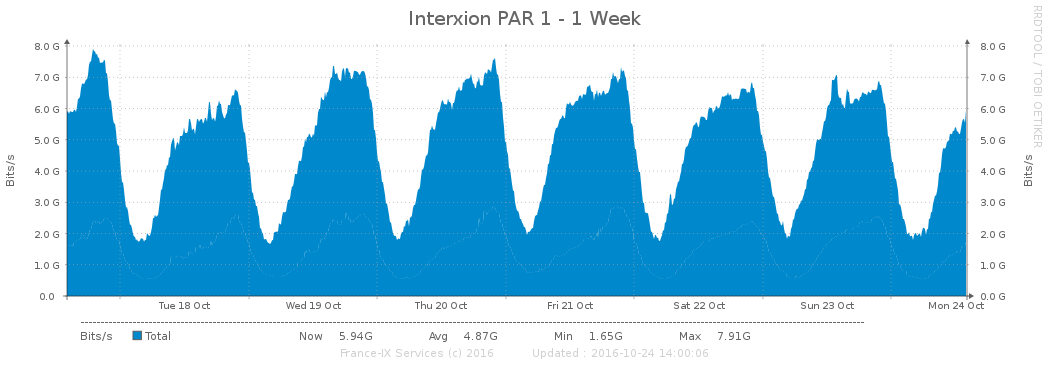 Interxion PAR 1 - 1 Week
RRDTOOL / TOBI OETIKER
Bits/s
8.0 G
7.0 G
6.0 G
5.0 G
4.0 G
3.0 G
2.0 G
1.0 G
0.0
8.0 G
7.0 G
6.0 G
5.0 G
4.0 G
3.0 G
2.0 G
1.0 G
0.0 G
Bits/s
Tue 18 Oct Wed 19 Oct Thu 20 Oct Fri 21 Oct Sat 22 Oct Sun 23 Oct Mon 24 Oct
Bits/s Total Now 5.94G Avg 4.87G Min 1.65G Max 7.91G
France-IX Services (c) 2016 Updated : 2016-10-24 14:00:06